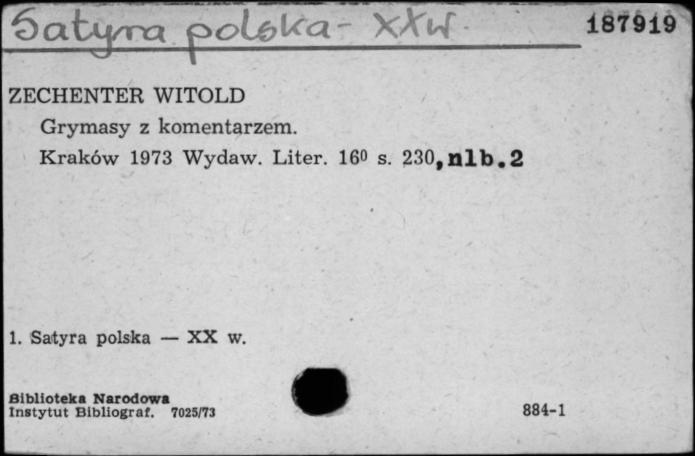 Satyra polska - XX w. 187919
ZECHENTER WITOLD
Grymasy z komentarzem.
Kraków 1973 Wydaw. Liter. 16⁰ s. 230, nlb. 2
1. Satyra polska — XX w.
Biblioteka Narodowa
Instytut Bibliograf. 7025/73 884-1